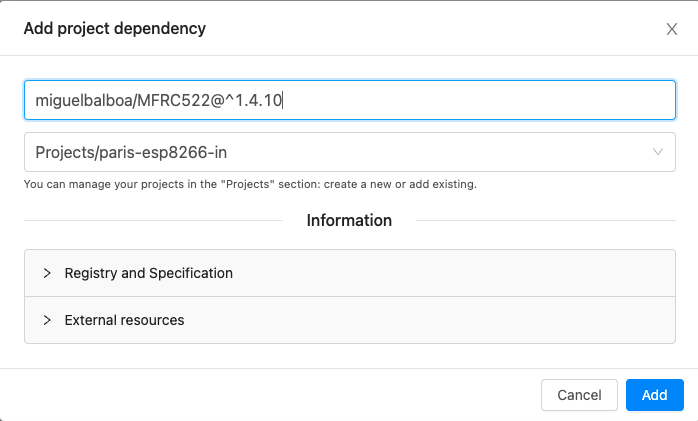 Add project dependency
miguelbalboa/MFRC522@^1.4.10
Projects/paris-esp8266-in
You can manage your projects in the "Projects" section: create a new or add existing.
Information
Registry and Specification
External resources
Cancel Add